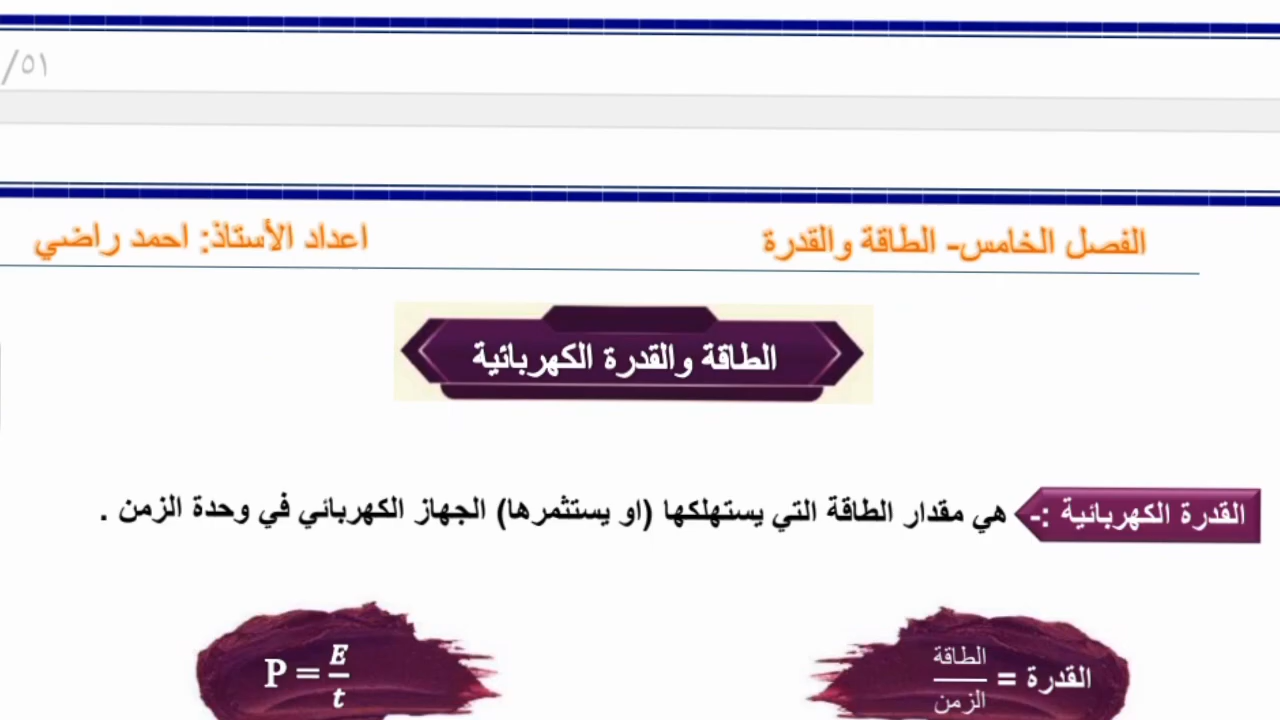 /٥١
الفصل الخامس- الطاقة والقدرة
اعداد الأستاذ: احمد راضي
الطاقة والقدرة الكهربائية
القدرة الكهربائية :- هي مقدار الطاقة التي يستهلكها (او يستثمرها) الجهاز الكهربائي في وحدة الزمن .
القدرة = الطاقة / الزمن
P = E / t